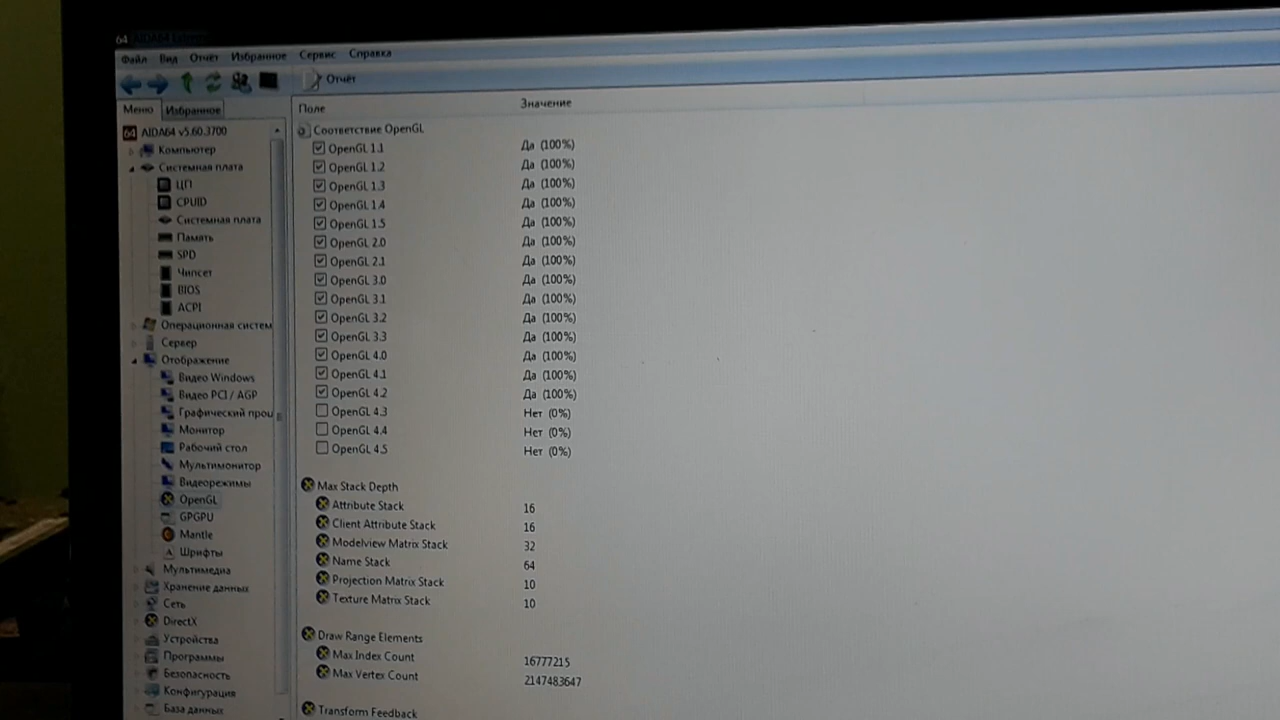 64 AIDA64 Extreme
Файл Вид Отчёт Избранное Сервис Справка
Отчёт
Меню Избранное
64 AIDA64 v5.60.3700
Компьютер
Системная плата
ЦП
CPUID
Системная плата
Память
SPD
Чипсет
BIOS
ACPI
Операционная систем
Сервер
Отображение
Видео Windows
Видео PCI / AGP
Графический проц
Монитор
Рабочий стол
Мультимонитор
Видеорежимы
OpenGL
GPGPU
Mantle
Шрифты
Мультимедиа
Хранение данных
Сеть
DirectX
Устройства
Программы
Безопасность
Конфигурация
База данных
Поле Значение
Соответствие OpenGL
OpenGL 1.1 Да (100%)
OpenGL 1.2 Да (100%)
OpenGL 1.3 Да (100%)
OpenGL 1.4 Да (100%)
OpenGL 1.5 Да (100%)
OpenGL 2.0 Да (100%)
OpenGL 2.1 Да (100%)
OpenGL 3.0 Да (100%)
OpenGL 3.1 Да (100%)
OpenGL 3.2 Да (100%)
OpenGL 3.3 Да (100%)
OpenGL 4.0 Да (100%)
OpenGL 4.1 Да (100%)
OpenGL 4.2 Да (100%)
OpenGL 4.3 Нет (0%)
OpenGL 4.4 Нет (0%)
OpenGL 4.5 Нет (0%)
Max Stack Depth
Attribute Stack 16
Client Attribute Stack 16
Modelview Matrix Stack 32
Name Stack 64
Projection Matrix Stack 10
Texture Matrix Stack 10
Draw Range Elements
Max Index Count 16777215
Max Vertex Count 2147483647
Transform Feedback